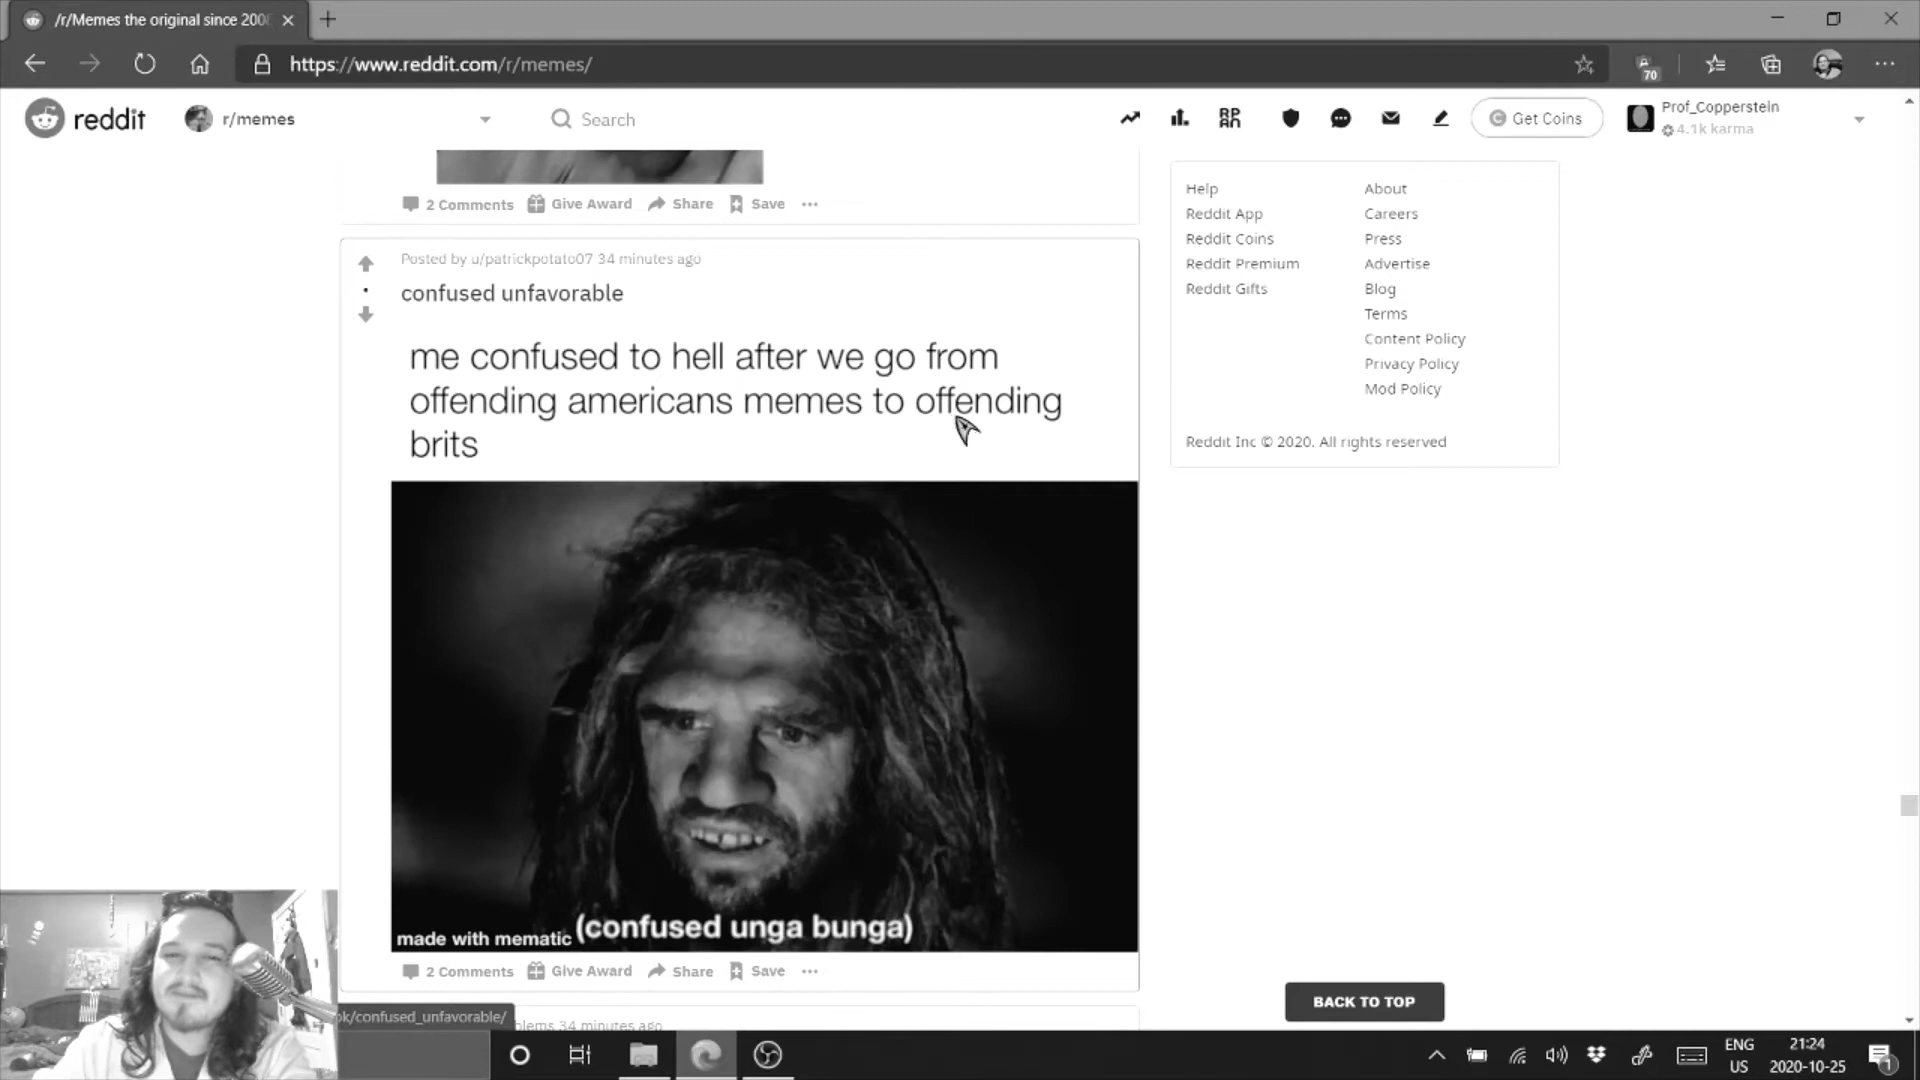 /r/Memes the original since 200
https://www.reddit.com/r/memes/
70
reddit
r/memes
Search
RPAN
Get Coins
Prof_Copperstein
4.1k karma
2 Comments
Give Award
Share
Save
Posted by u/patrickpotato07 34 minutes ago
confused unfavorable
me confused to hell after we go from
offending americans memes to offending
brits
made with mematic
(confused unga bunga)
2 Comments
Give Award
Share
Save
ok/confused_unfavorable/
blems 34 minutes ago
Help
Reddit App
Reddit Coins
Reddit Premium
Reddit Gifts
About
Careers
Press
Advertise
Blog
Terms
Content Policy
Privacy Policy
Mod Policy
Reddit Inc © 2020. All rights reserved
BACK TO TOP
ENG
US
21:24
2020-10-25
1